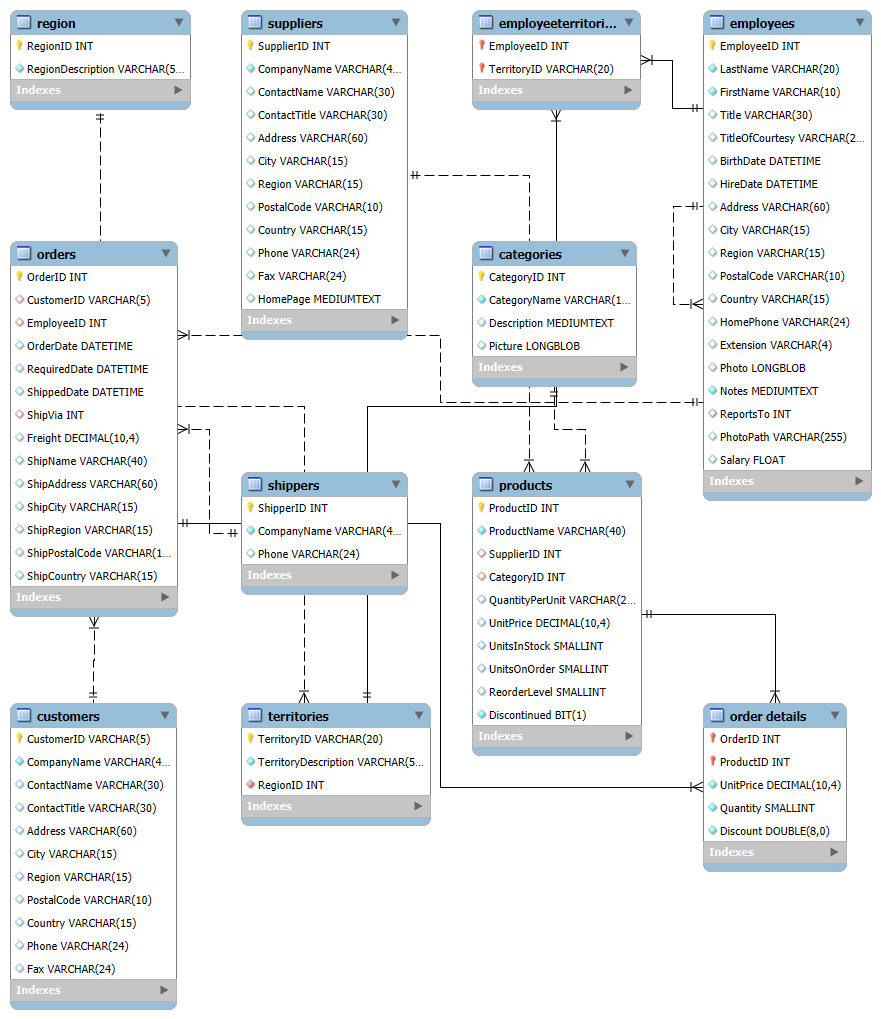 region
RegionID INT
RegionDescription VARCHAR(5...
Indexes
suppliers
SupplierID INT
CompanyName VARCHAR(4...
ContactName VARCHAR(30)
ContactTitle VARCHAR(30)
Address VARCHAR(60)
City VARCHAR(15)
Region VARCHAR(15)
PostalCode VARCHAR(10)
Country VARCHAR(15)
Phone VARCHAR(24)
Fax VARCHAR(24)
HomePage MEDIUMTEXT
Indexes
employeeterritori...
EmployeeID INT
TerritoryID VARCHAR(20)
Indexes
employees
EmployeeID INT
LastName VARCHAR(20)
FirstName VARCHAR(10)
Title VARCHAR(30)
TitleOfCourtesy VARCHAR(2...
BirthDate DATETIME
HireDate DATETIME
Address VARCHAR(60)
City VARCHAR(15)
Region VARCHAR(15)
PostalCode VARCHAR(10)
Country VARCHAR(15)
HomePhone VARCHAR(24)
Extension VARCHAR(4)
Photo LONGBLOB
Notes MEDIUMTEXT
ReportsTo INT
PhotoPath VARCHAR(255)
Salary FLOAT
Indexes
orders
OrderID INT
CustomerID VARCHAR(5)
EmployeeID INT
OrderDate DATETIME
RequiredDate DATETIME
ShippedDate DATETIME
ShipVia INT
Freight DECIMAL(10,4)
ShipName VARCHAR(40)
ShipAddress VARCHAR(60)
ShipCity VARCHAR(15)
ShipRegion VARCHAR(15)
ShipPostalCode VARCHAR(1...
ShipCountry VARCHAR(15)
Indexes
categories
CategoryID INT
CategoryName VARCHAR(1...
Description MEDIUMTEXT
Picture LONGBLOB
Indexes
shippers
ShipperID INT
CompanyName VARCHAR(4...
Phone VARCHAR(24)
Indexes
products
ProductID INT
ProductName VARCHAR(40)
SupplierID INT
CategoryID INT
QuantityPerUnit VARCHAR(2...
UnitPrice DECIMAL(10,4)
UnitsInStock SMALLINT
UnitsOnOrder SMALLINT
ReorderLevel SMALLINT
Discontinued BIT(1)
Indexes
customers
CustomerID VARCHAR(5)
CompanyName VARCHAR(4...
ContactName VARCHAR(30)
ContactTitle VARCHAR(30)
Address VARCHAR(60)
City VARCHAR(15)
Region VARCHAR(15)
PostalCode VARCHAR(10)
Country VARCHAR(15)
Phone VARCHAR(24)
Fax VARCHAR(24)
Indexes
territories
TerritoryID VARCHAR(20)
TerritoryDescription VARCHAR(5...
RegionID INT
Indexes
order details
OrderID INT
ProductID INT
UnitPrice DECIMAL(10,4)
Quantity SMALLINT
Discount DOUBLE(8,0)
Indexes